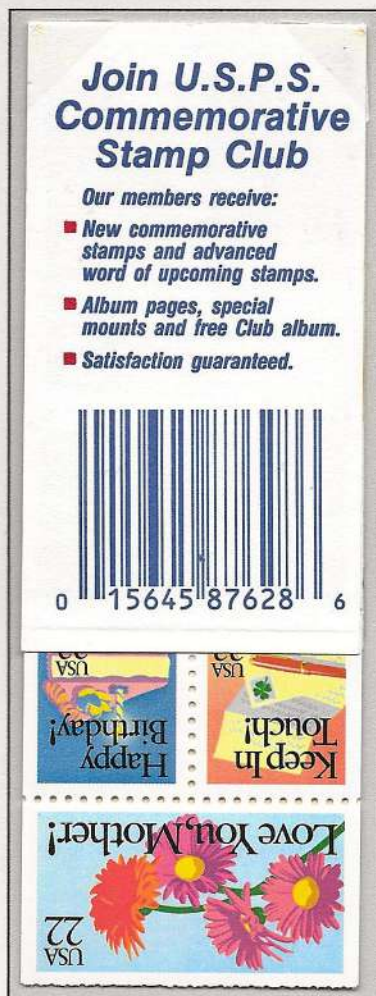 Join U.S.P.S.
Commemorative
Stamp Club
Our members receive:
■ New commemorative
stamps and advanced
word of upcoming stamps.
■ Album pages, special
mounts and free Club album.
■ Satisfaction guaranteed.
0 15645 87628 6
USA
22
Happy
Birthday!
USA
22
Keep In
Touch!
Love You, Mother!
USA
22